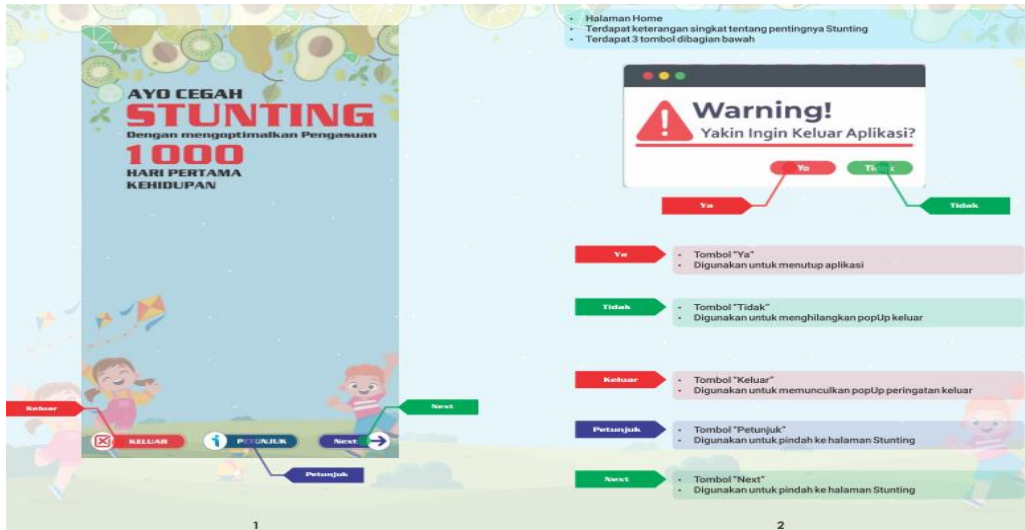 AYO CEGAH
STUNTING
Dengan mengoptimalkan Pengasuan
1000
HARI PERTAMA
KEHIDUPAN
Keluar
Next
KELUAR
PETUNJUK
Next
Petunjuk
1
• Halaman Home
• Terdapat keterangan singkat tentang pentingnya Stunting
• Terdapat 3 tombol dibagian bawah
Warning!
Yakin Ingin Keluar Aplikasi?
Ya
Ya
Tidak
Ya
• Tombol "Ya"
• Digunakan untuk menutup aplikasi
Tidak
• Tombol "Tidak"
• Digunakan untuk menghilangkan popUp keluar
Keluar
• Tombol "Keluar"
• Digunakan untuk memunculkan popUp peringatan keluar
Petunjuk
• Tombol "Petunjuk"
• Digunakan untuk pindah ke halaman Stunting
Next
• Tombol "Next"
• Digunakan untuk pindah ke halaman Stunting
2